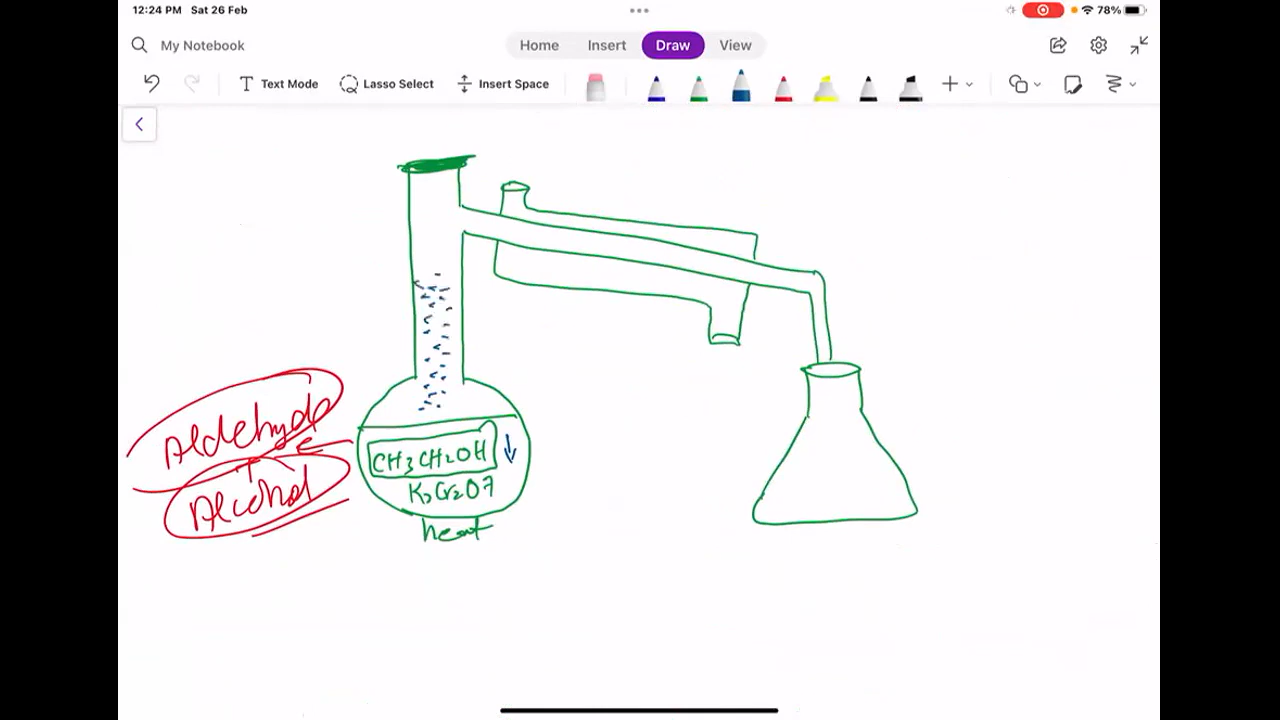 12:24 PM Sat 26 Feb
78%
My Notebook
Home Insert Draw View
Text Mode Lasso Select Insert Space
Aldehyde
+
Alcohol
CH3CH2OH
K2Cr2O7
heat